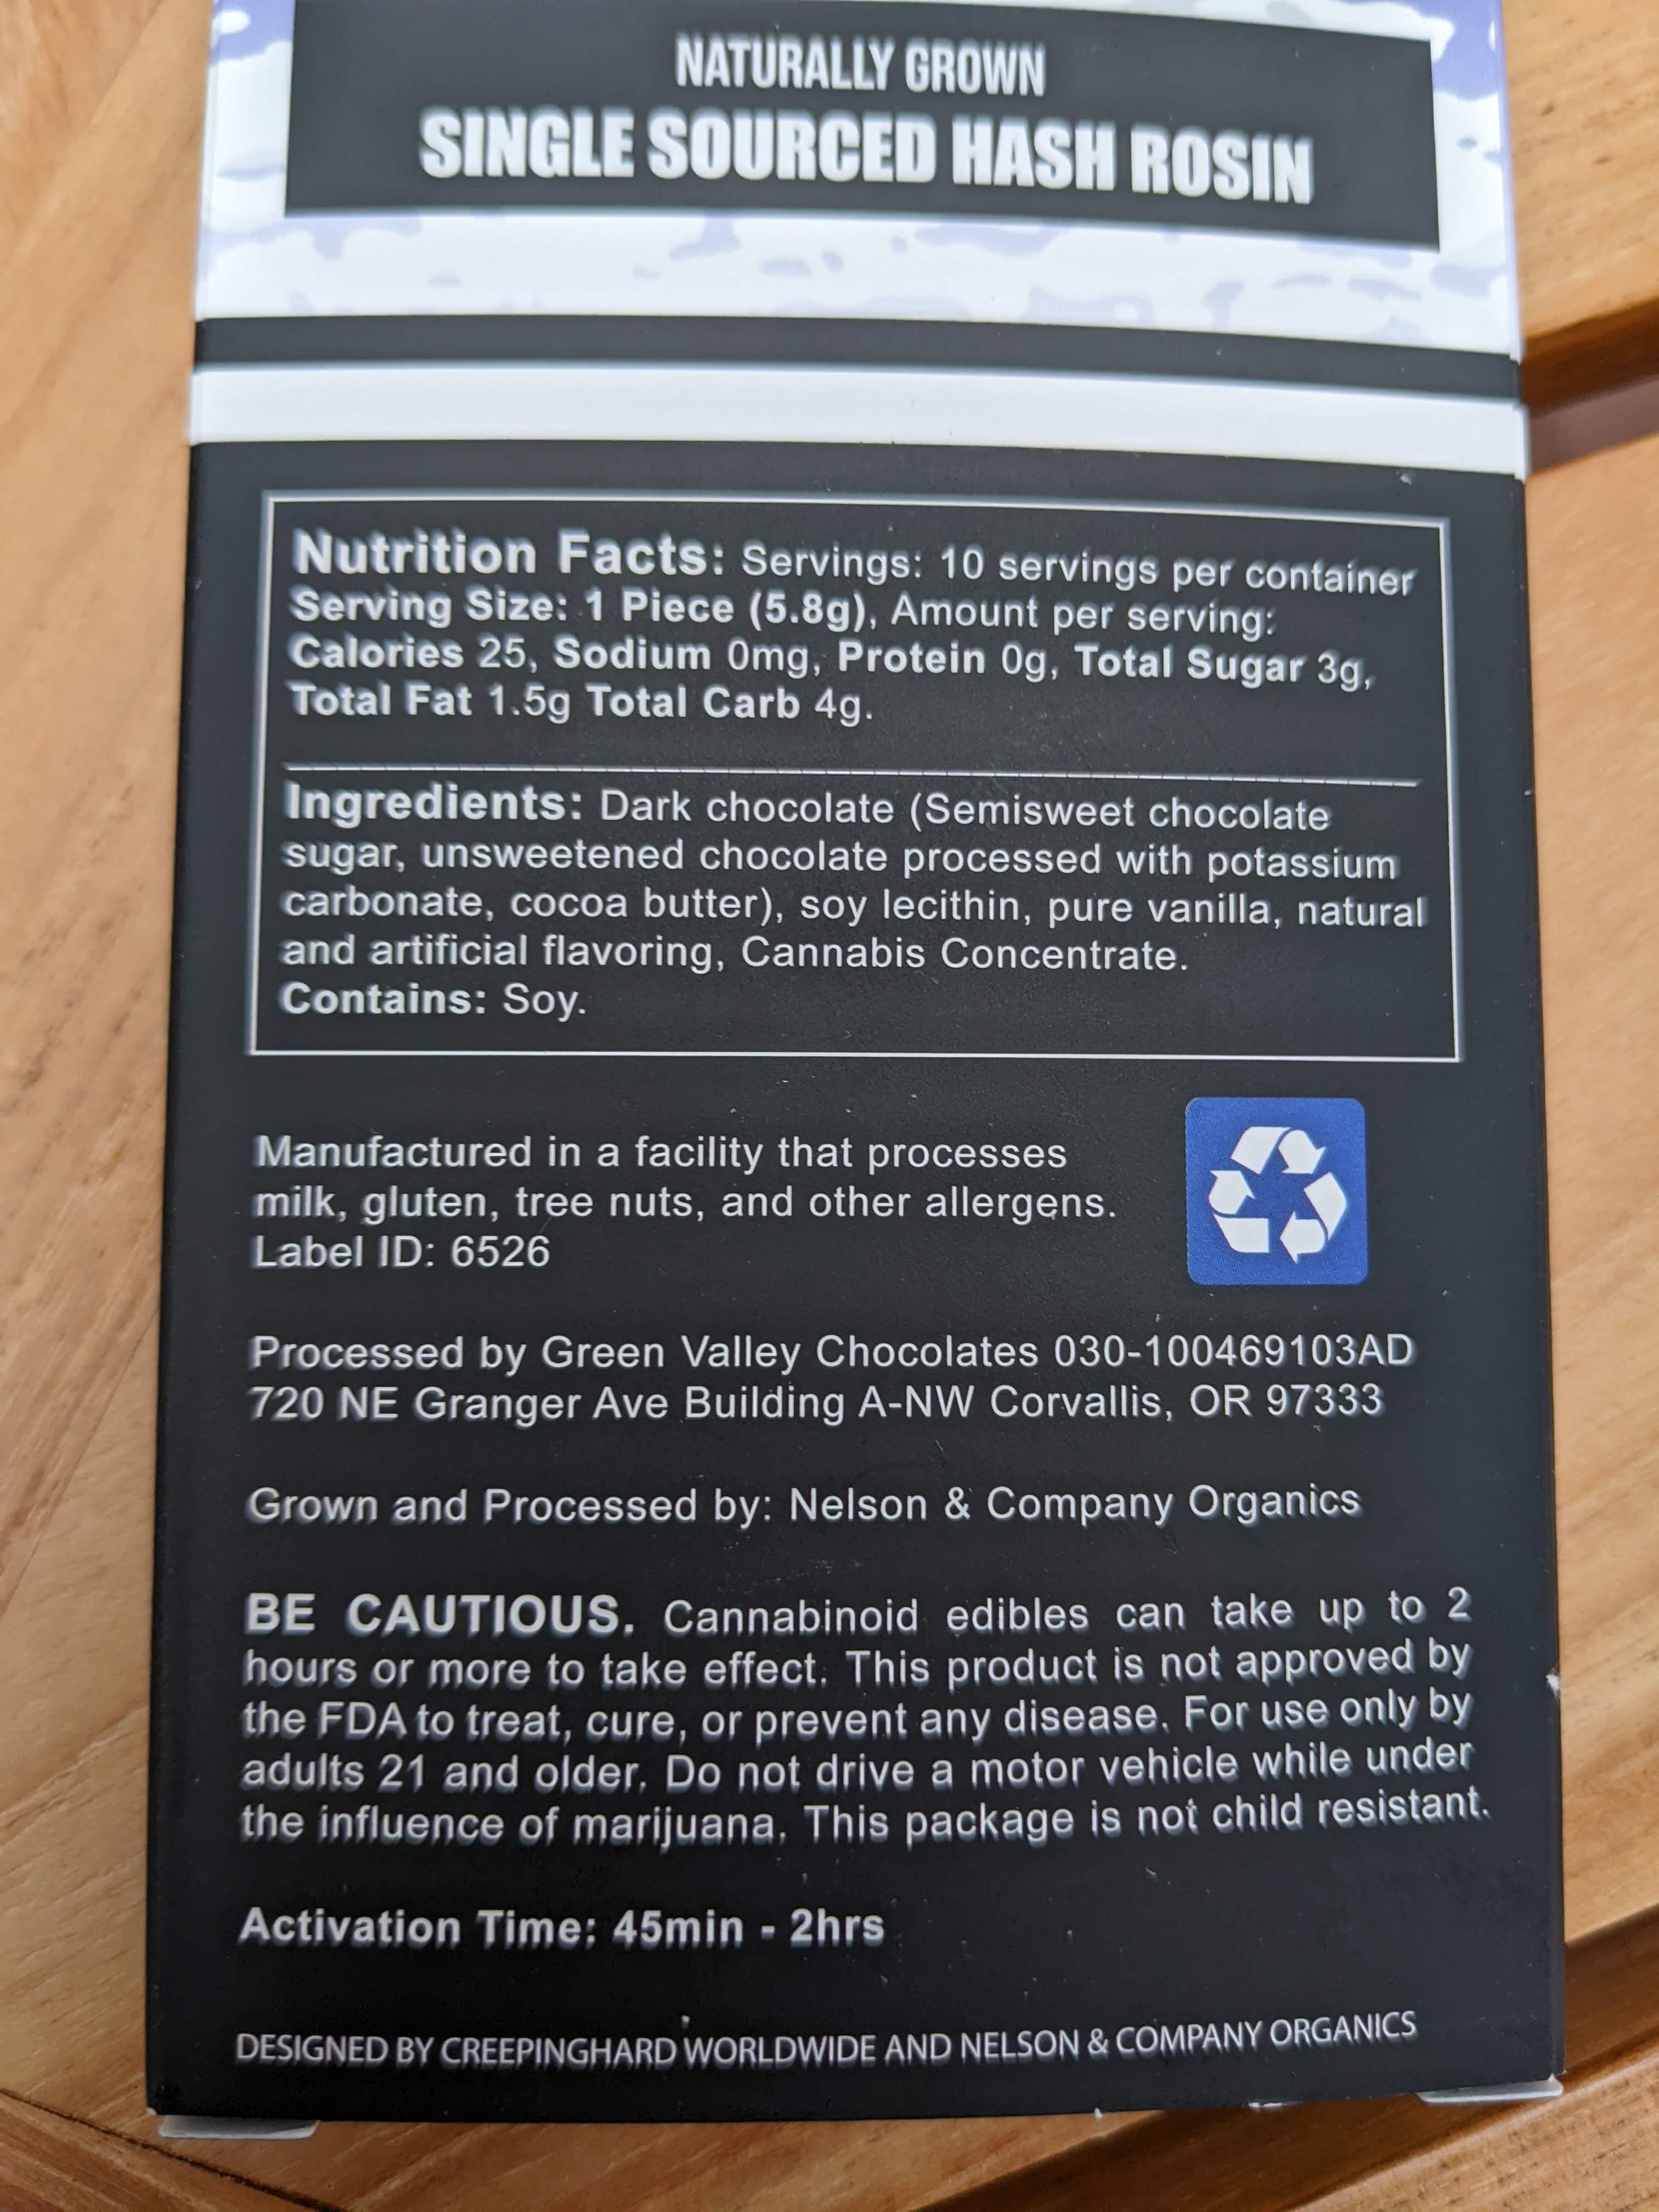 NATURALLY GROWN
SINGLE SOURCED HASH ROSIN
Nutrition Facts: Servings: 10 servings per container
Serving Size: 1 Piece (5.8g), Amount per serving:
Calories 25, Sodium 0mg, Protein 0g, Total Sugar 3g,
Total Fat 1.5g Total Carb 4g.
Ingredients: Dark chocolate (Semisweet chocolate
sugar, unsweetened chocolate processed with potassium
carbonate, cocoa butter), soy lecithin, pure vanilla, natural
and artificial flavoring, Cannabis Concentrate.
Contains: Soy.
Manufactured in a facility that processes
milk, gluten, tree nuts, and other allergens.
Label ID: 6526
Processed by Green Valley Chocolates 030-100469103AD
720 NE Granger Ave Building A-NW Corvallis, OR 97333
Grown and Processed by: Nelson & Company Organics
BE CAUTIOUS. Cannabinoid edibles can take up to 2
hours or more to take effect. This product is not approved by
the FDA to treat, cure, or prevent any disease. For use only by
adults 21 and older. Do not drive a motor vehicle while under
the influence of marijuana. This package is not child resistant.
Activation Time: 45min - 2hrs
DESIGNED BY CREEPINGHARD WORLDWIDE AND NELSON & COMPANY ORGANICS